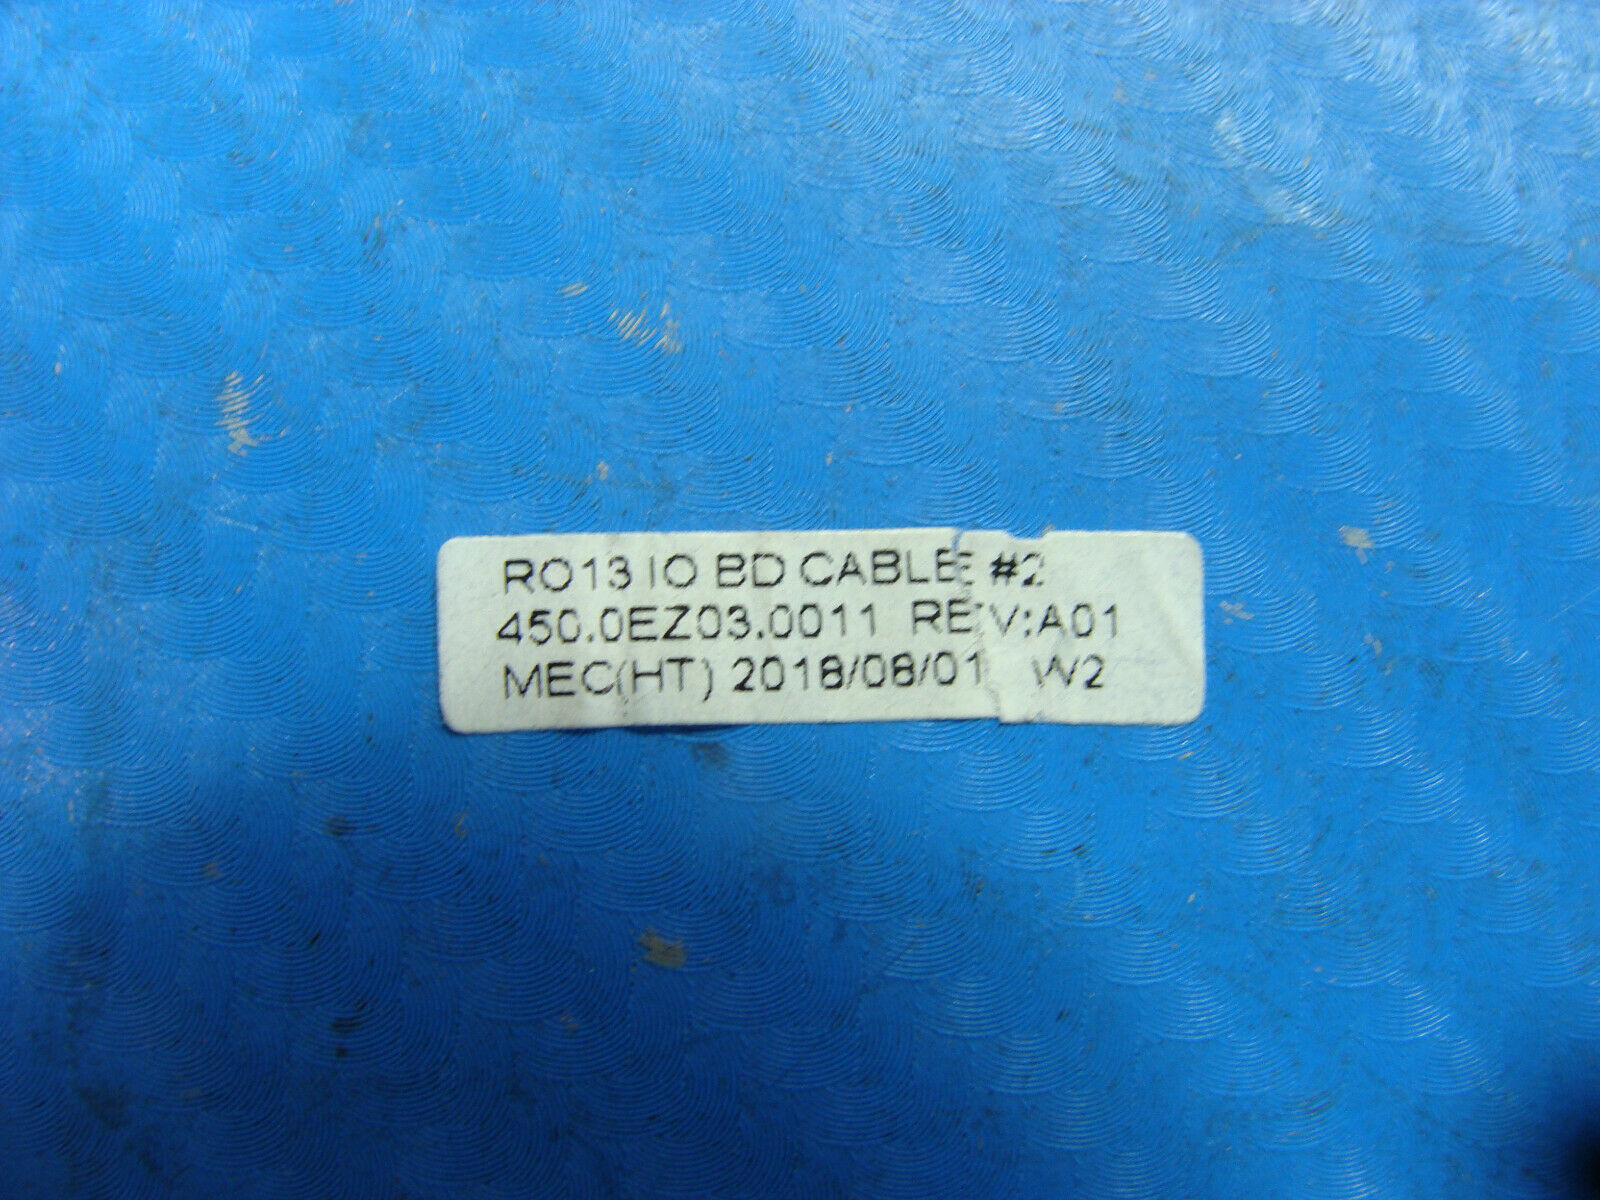 RO13 IO BD CABLE #2
450.0EZ03.0011 REV:A01
MEC(HT) 2018/08/01 W2